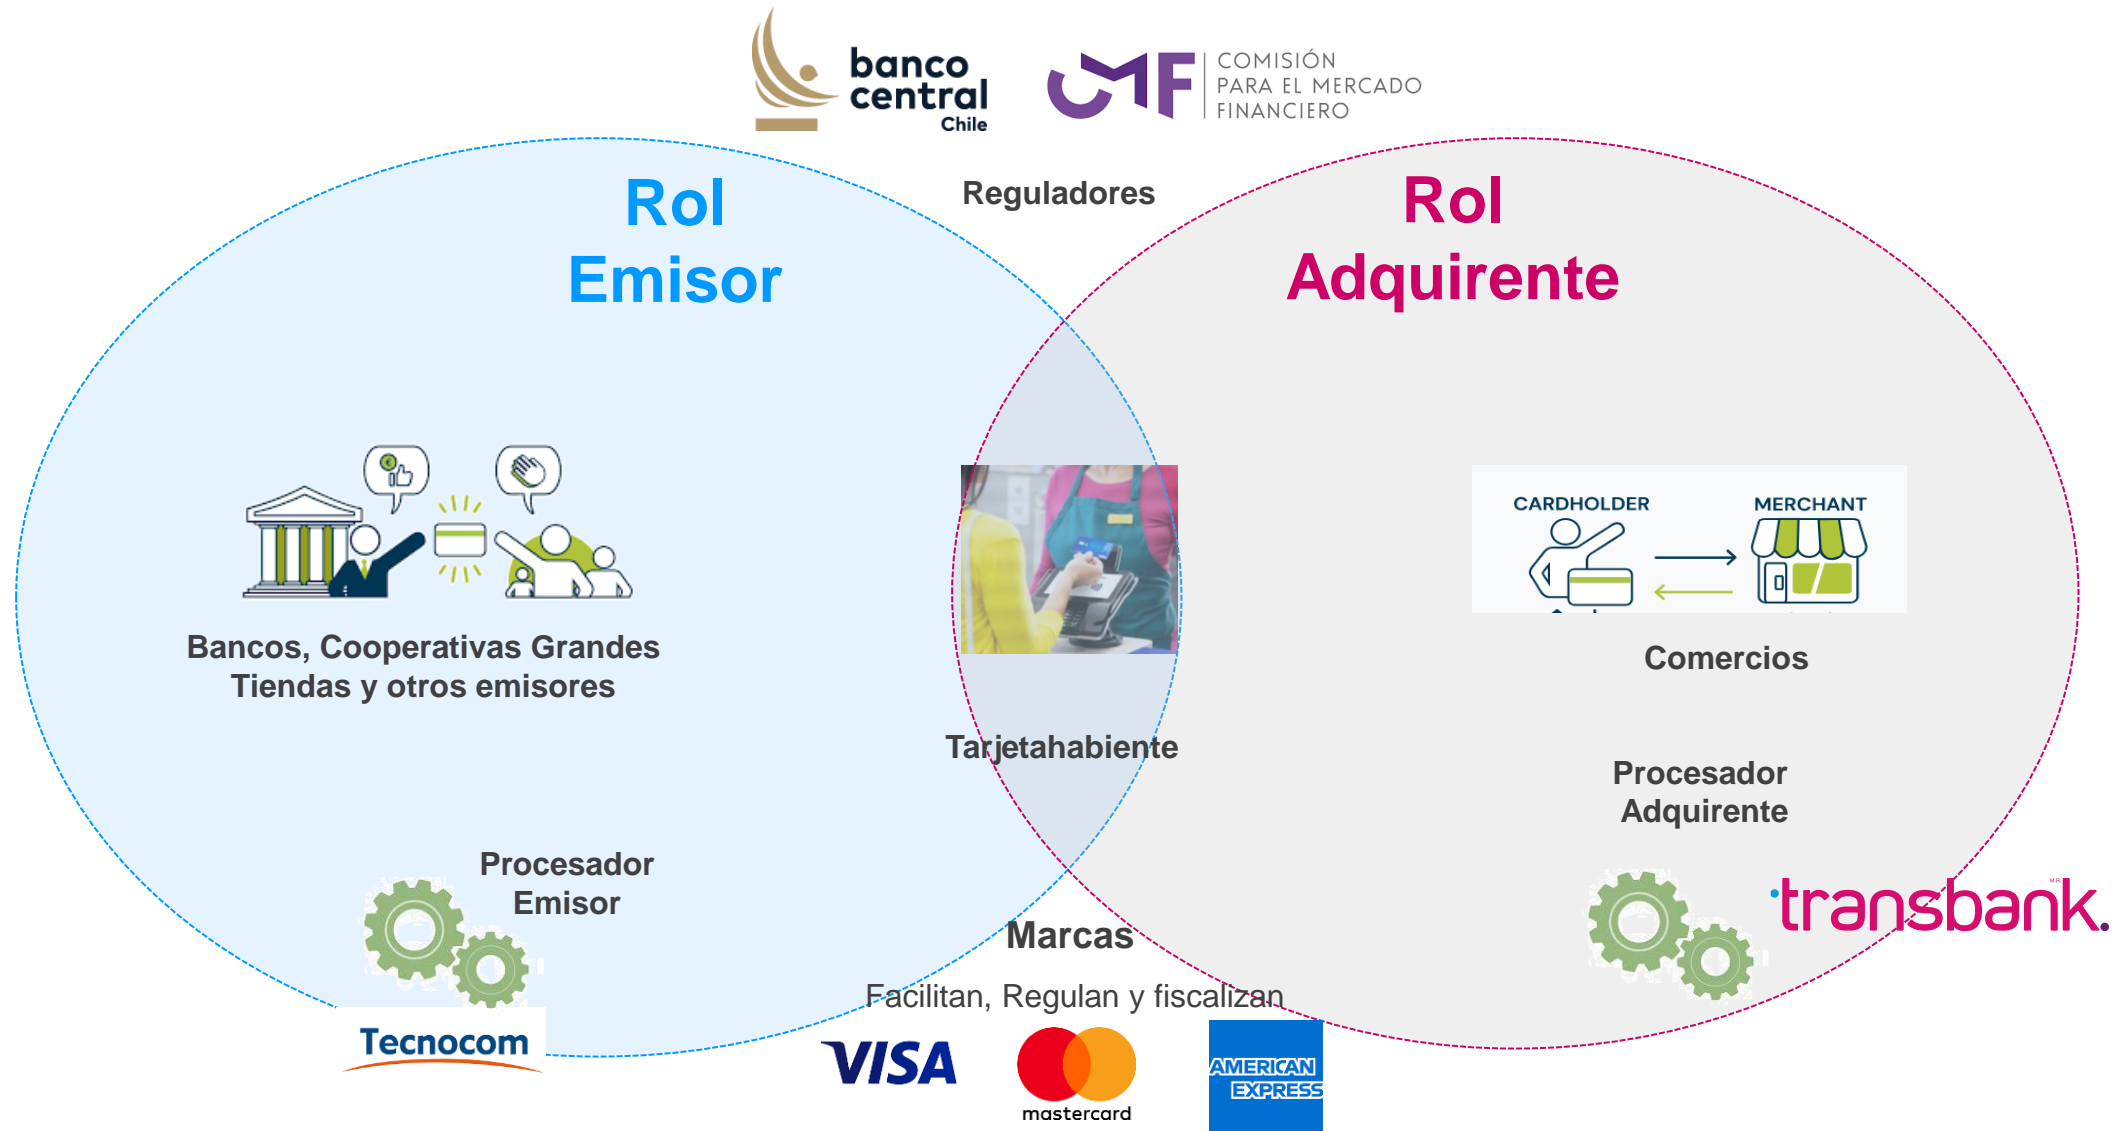 banco
central
Chile
CMF
COMISIÓN
PARA EL MERCADO
FINANCIERO
Reguladores
Rol
Emisor
Rol
Adquirente
CARDHOLDER
MERCHANT
Bancos, Cooperativas Grandes
Tiendas y otros emisores
Comercios
Tarjetahabiente
Procesador
Adquirente
Procesador
Emisor
transbank.
M.R.
Marcas
Facilitan, Regulan y fiscalizan
Tecnocom
VISA
mastercard
AMERICAN
EXPRESS